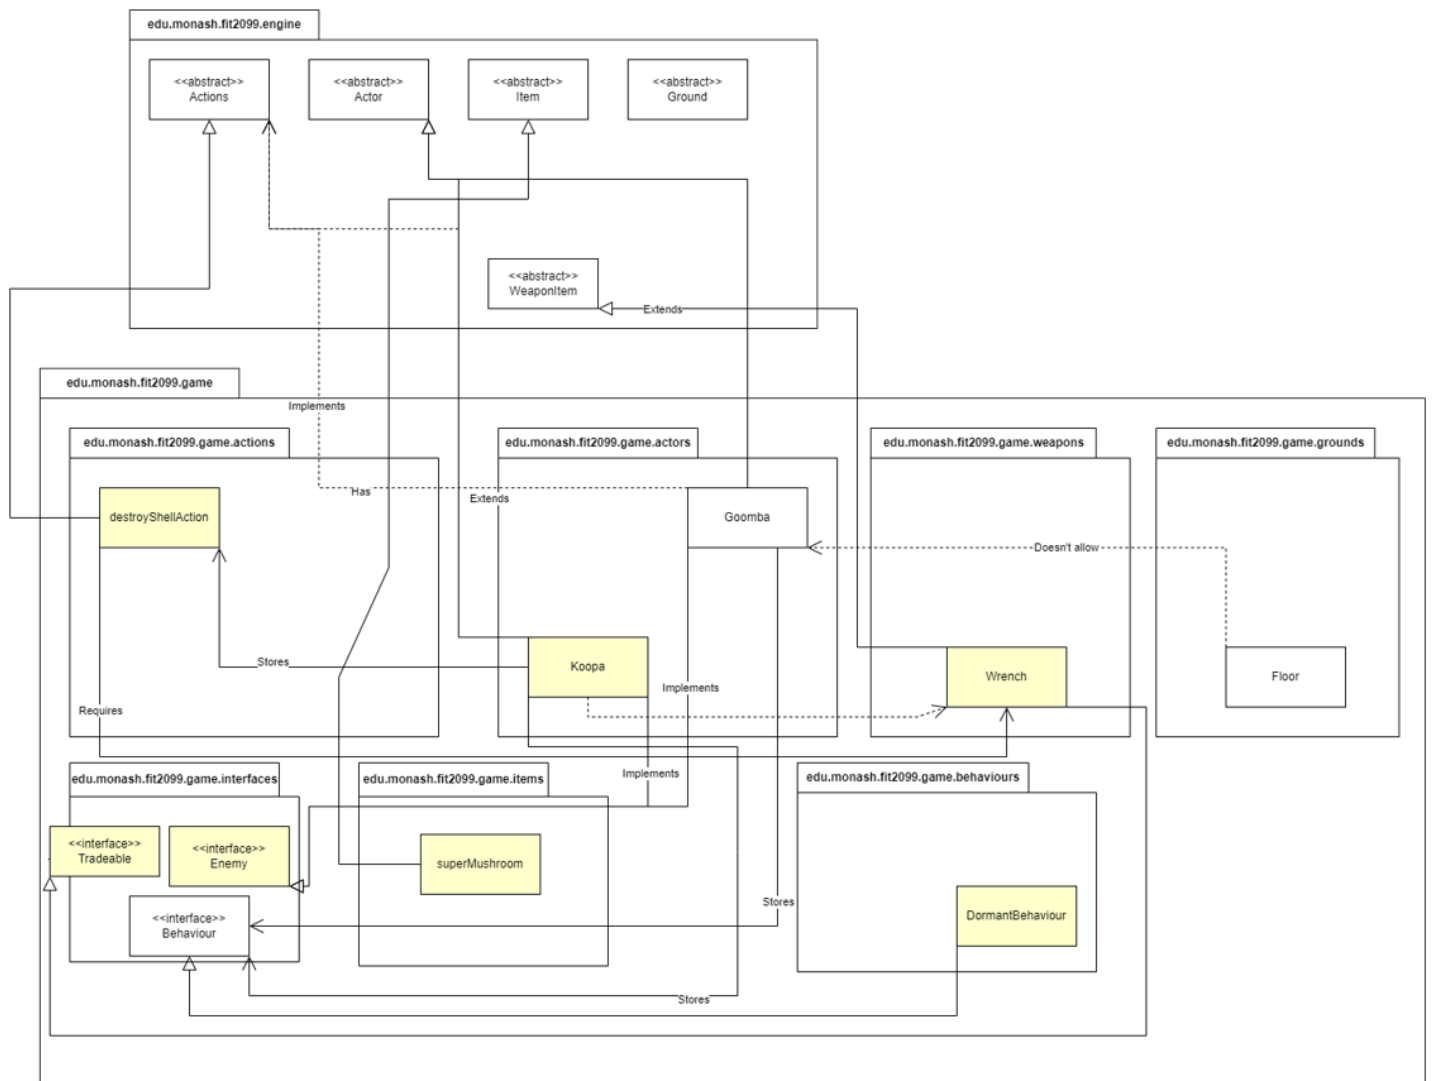 edu.monash.fit2099.engine
<<abstract>>
Actions
<<abstract>>
Actor
<<abstract>>
Item
<<abstract>>
Ground
<<abstract>>
WeaponItem
Extends
edu.monash.fit2099.game
Implements
edu.monash.fit2099.game.actions
edu.monash.fit2099.game.actors
edu.monash.fit2099.game.weapons
edu.monash.fit2099.game.grounds
Has
Extends
destroyShellAction
Goomba
Doesn't allow
Stores
Koopa
Wrench
Floor
Implements
Requires
edu.monash.fit2099.game.interfaces
edu.monash.fit2099.game.items
Implements
edu.monash.fit2099.game.behaviours
<<interface>>
Tradeable
<<interface>>
Enemy
superMushroom
Stores
<<interface>>
Behaviour
DormantBehaviour
Stores